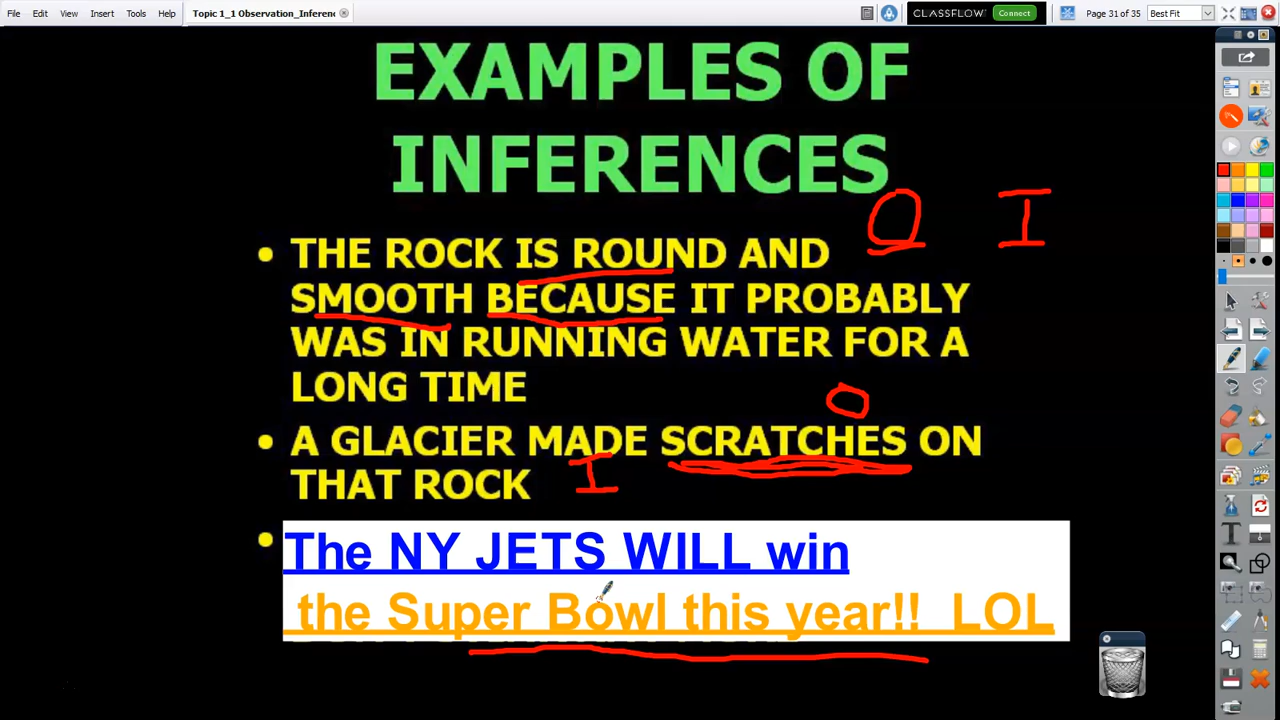 File Edit View Insert Tools Help Topic 1_1 Observation_Inferenc CLASSFLOW Connect Page 31 of 35 Best Fit
EXAMPLES OF
INFERENCES
O I
• THE ROCK IS ROUND AND
SMOOTH BECAUSE IT PROBABLY
WAS IN RUNNING WATER FOR A
LONG TIME
O
• A GLACIER MADE SCRATCHES ON
THAT ROCK I
• The NY JETS WILL win
the Super Bowl this year!! LOL